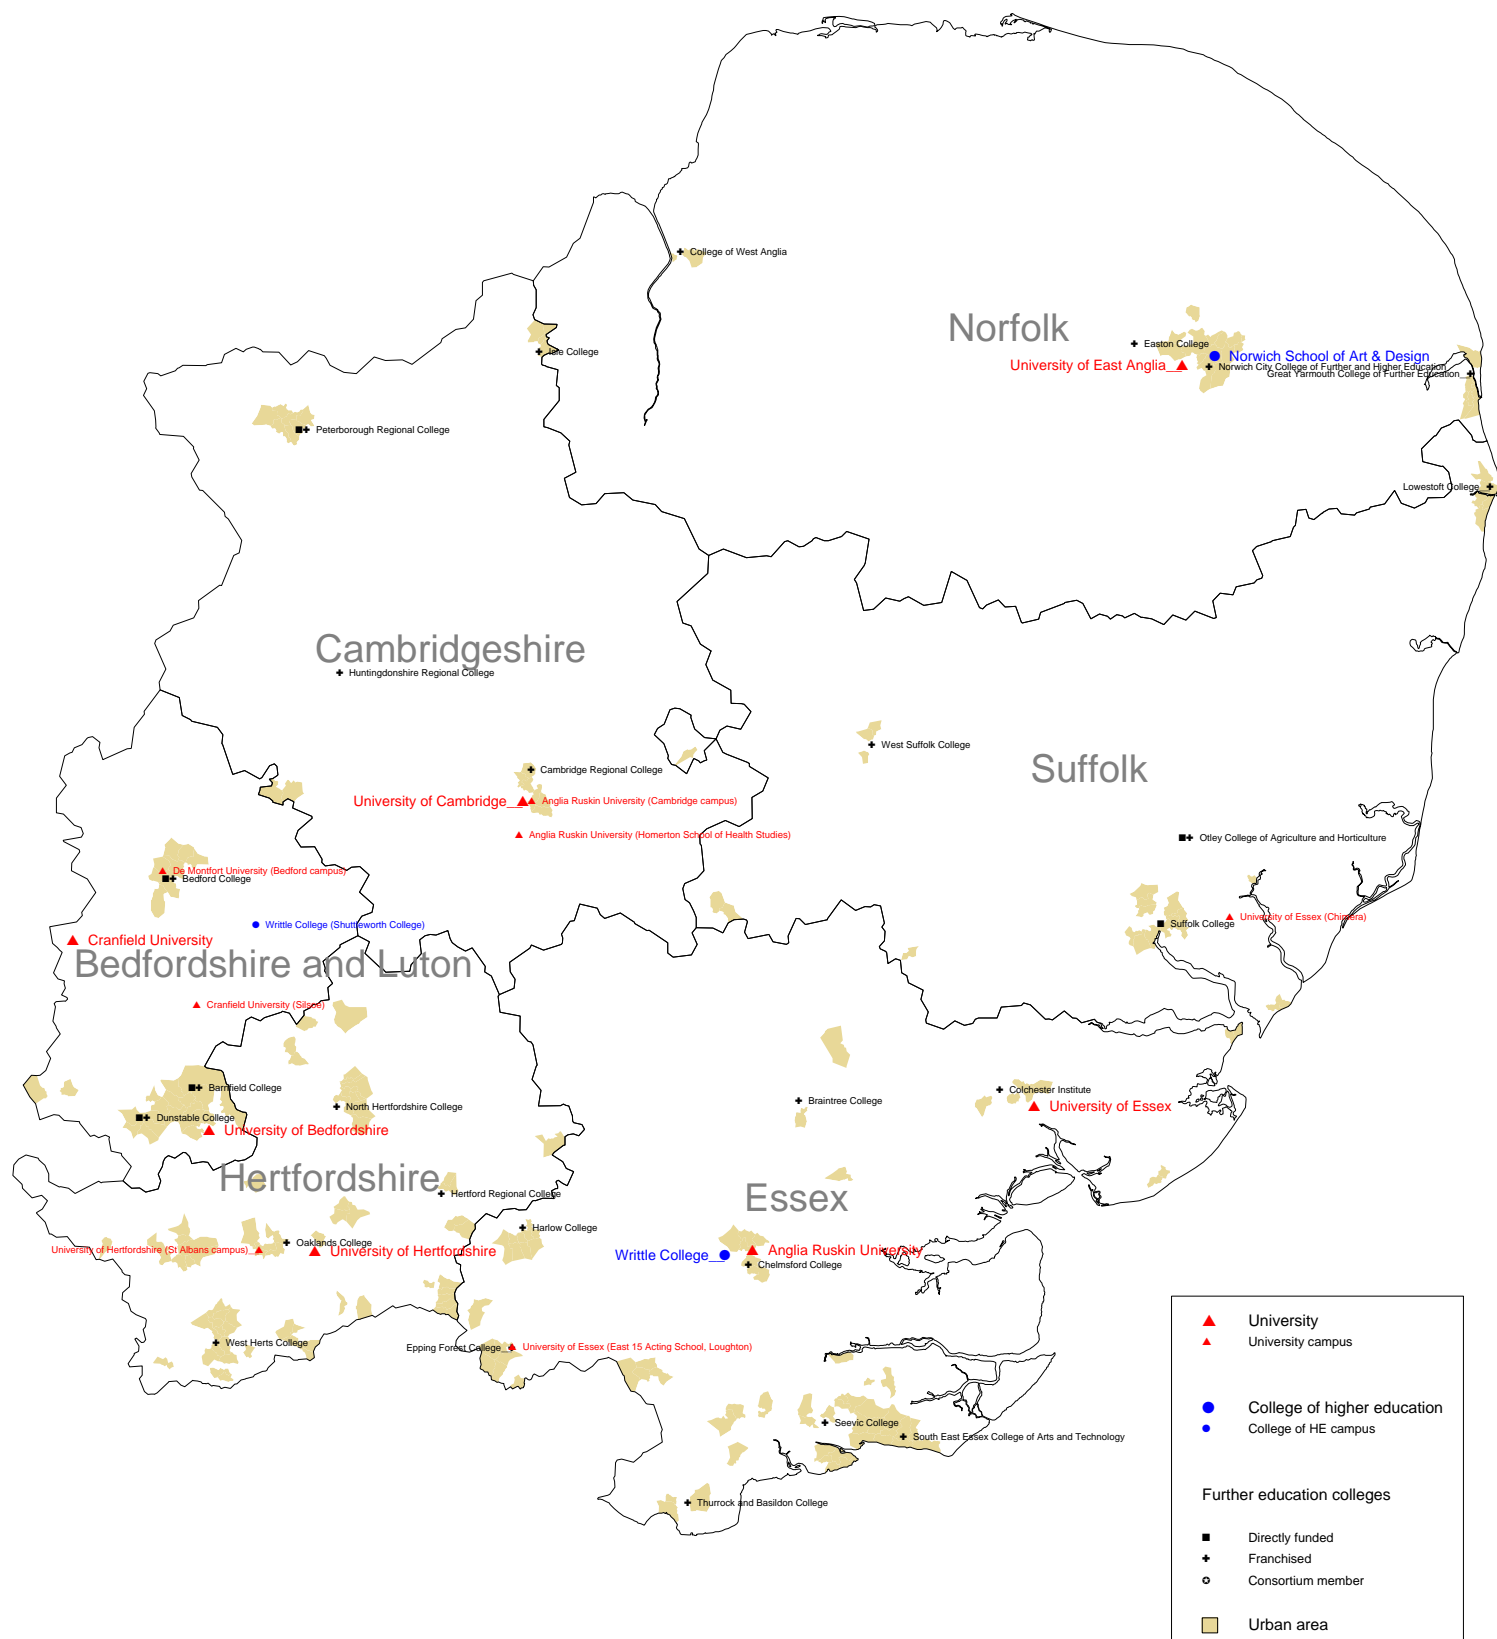 College of West Anglia
Norfolk
Easton College
Isle College
Norwich School of Art & Design
University of East Anglia__
Norwich City College of Further and Higher Education
Great Yarmouth College of Further Education__
Peterborough Regional College
Lowestoft College
Cambridgeshire
Huntingdonshire Regional College
West Suffolk College
Suffolk
Cambridge Regional College
University of Cambridge__
Anglia Ruskin University (Cambridge campus)
Anglia Ruskin University (Homerton School of Health Studies)
Otley College of Agriculture and Horticulture
De Montfort University (Bedford campus)
Bedford College
University of Essex (Chimera)
Suffolk College
Writtle College (Shuttleworth College)
Cranfield University
Bedfordshire and Luton
Cranfield University (Silsoe)
Barnfield College
Colchester Institute
Braintree College
North Hertfordshire College
University of Essex
Dunstable College
University of Bedfordshire
Hertfordshire
Hertford Regional College
Essex
Harlow College
Oaklands College
University of Hertfordshire (St Albans campus)__
University of Hertfordshire
Anglia Ruskin University
Writtle College__
Chelmsford College
University
West Herts College
University campus
Epping Forest College__
University of Essex (East 15 Acting School, Loughton)
College of higher education
Seevic College
College of HE campus
South East Essex College of Arts and Technology
Further education colleges
Thurrock and Basildon College
Directly funded
Franchised
Consortium member
Urban area